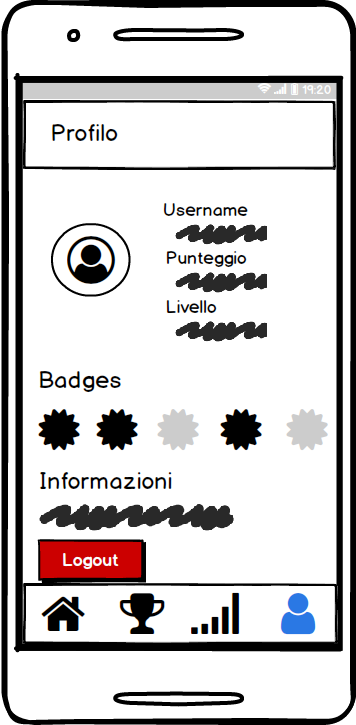 19:20
Profilo
Username
Punteggio
Livello
Badges
Informazioni
Logout